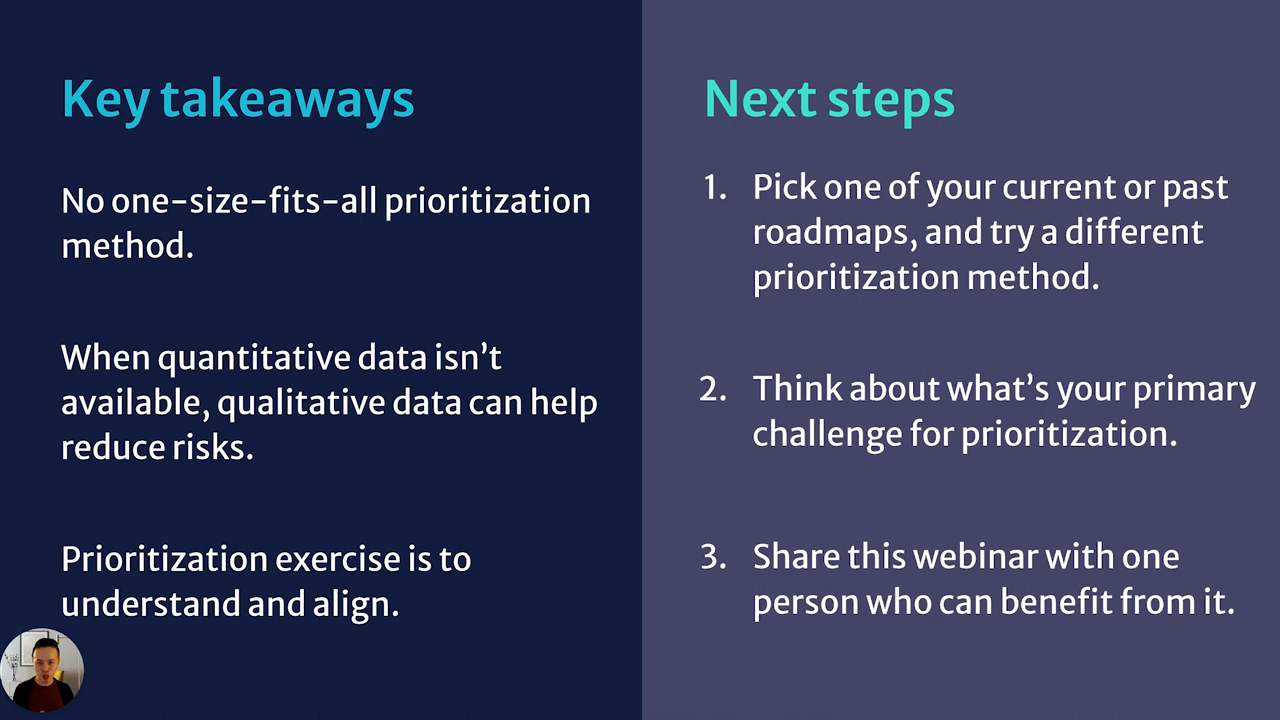 Key takeaways
No one-size-fits-all prioritization
method.
When quantitative data isn’t
available, qualitative data can help
reduce risks.
Prioritization exercise is to
understand and align.
Next steps
1. Pick one of your current or past
roadmaps, and try a different
prioritization method.
2. Think about what’s your primary
challenge for prioritization.
3. Share this webinar with one
person who can benefit from it.